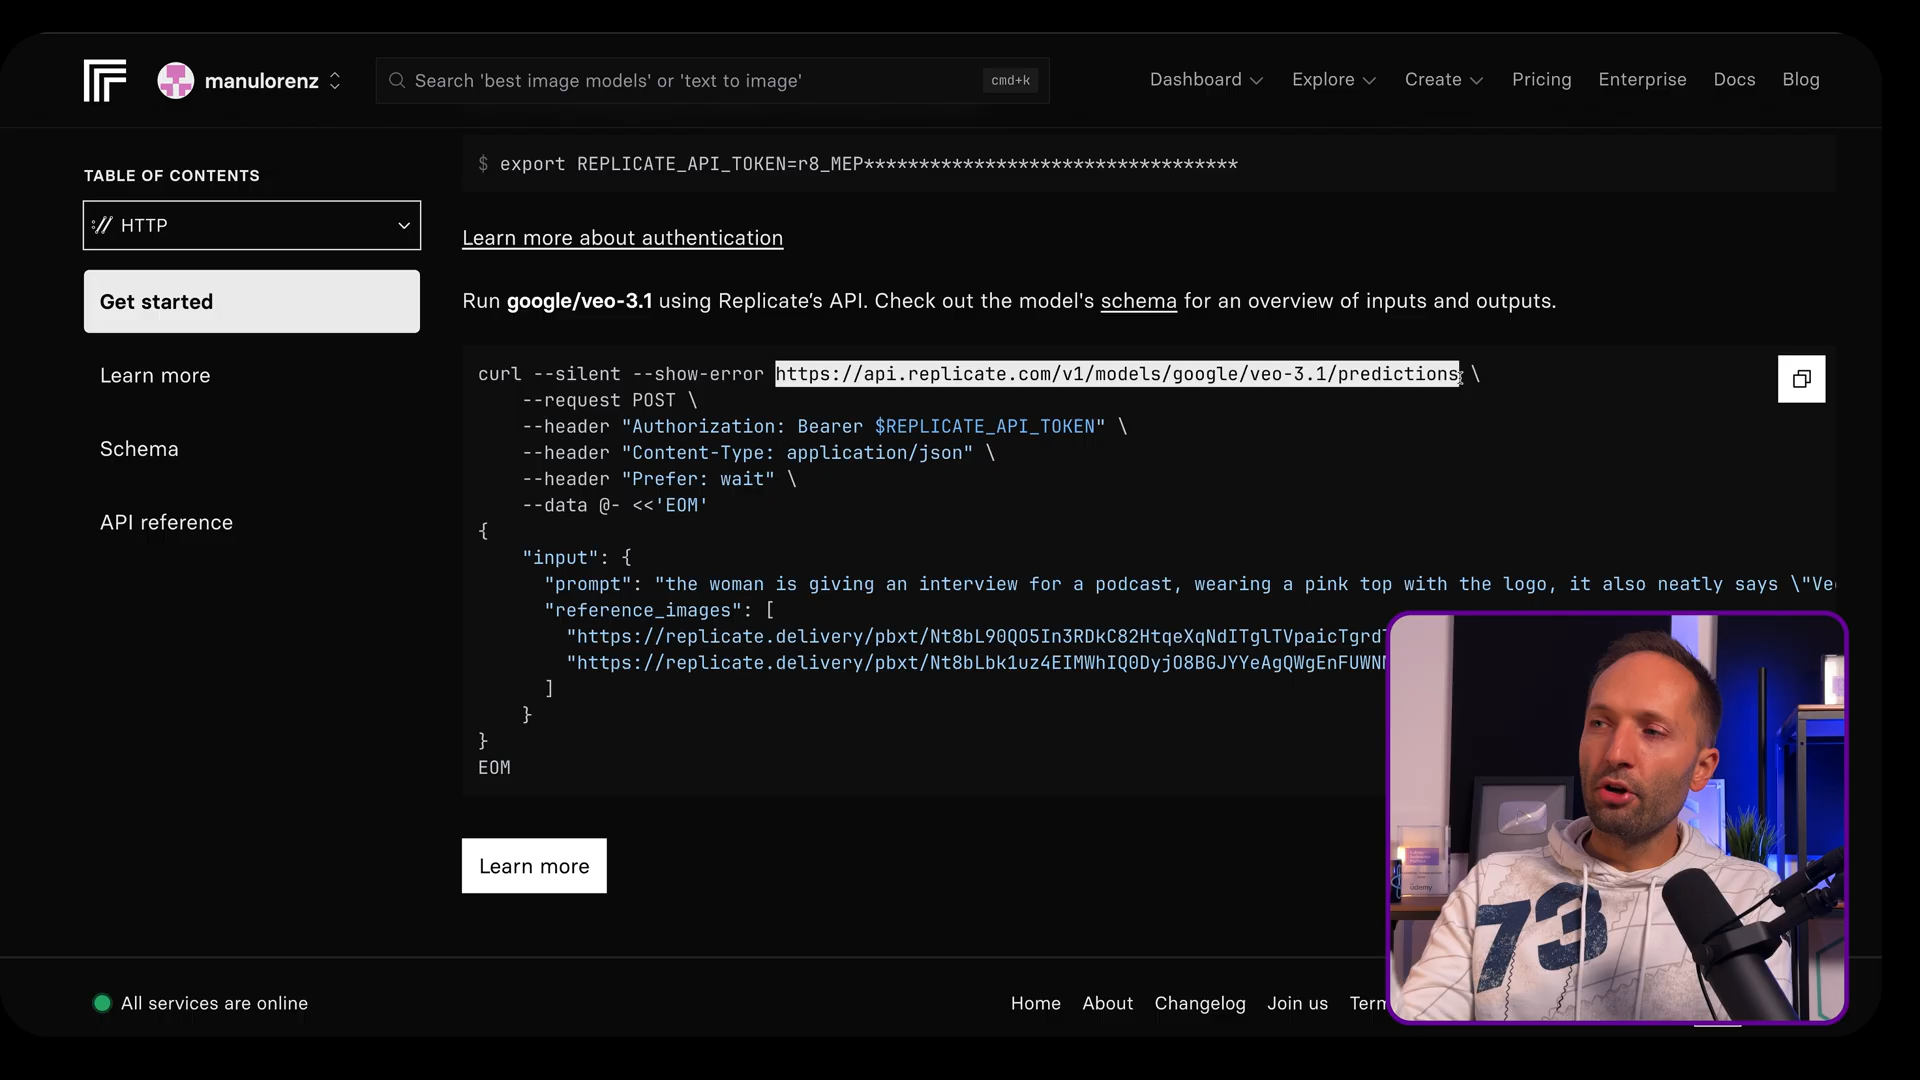 manulorenz
Search 'best image models' or 'text to image'
cmd+k
Dashboard
Explore
Create
Pricing
Enterprise
Docs
Blog
TABLE OF CONTENTS
HTTP
Get started
Learn more
Schema
API reference
$ export REPLICATE_API_TOKEN=r8_MEP**********************************
Learn more about authentication
Run google/veo-3.1 using Replicate's API. Check out the model's schema for an overview of inputs and outputs.
curl --silent --show-error https://api.replicate.com/v1/models/google/veo-3.1/predictions \
--request POST \
--header "Authorization: Bearer $REPLICATE_API_TOKEN" \
--header "Content-Type: application/json" \
--header "Prefer: wait" \
--data @- <<'EOM'
{
"input": {
"prompt": "the woman is giving an interview for a podcast, wearing a pink top with the logo, it also neatly says \"Ve
"reference_images": [
"https://replicate.delivery/pbxt/Nt8bL90QO5In3RDkC82HtqeXqNdITglTVpaicTgrdT
"https://replicate.delivery/pbxt/Nt8bLbk1uz4EIMWhIQ0DyjO8BGJYYeAgQWgEnFUWN
]
}
}
EOM
Learn more
All services are online
Home
About
Changelog
Join us
Term
73
udemy